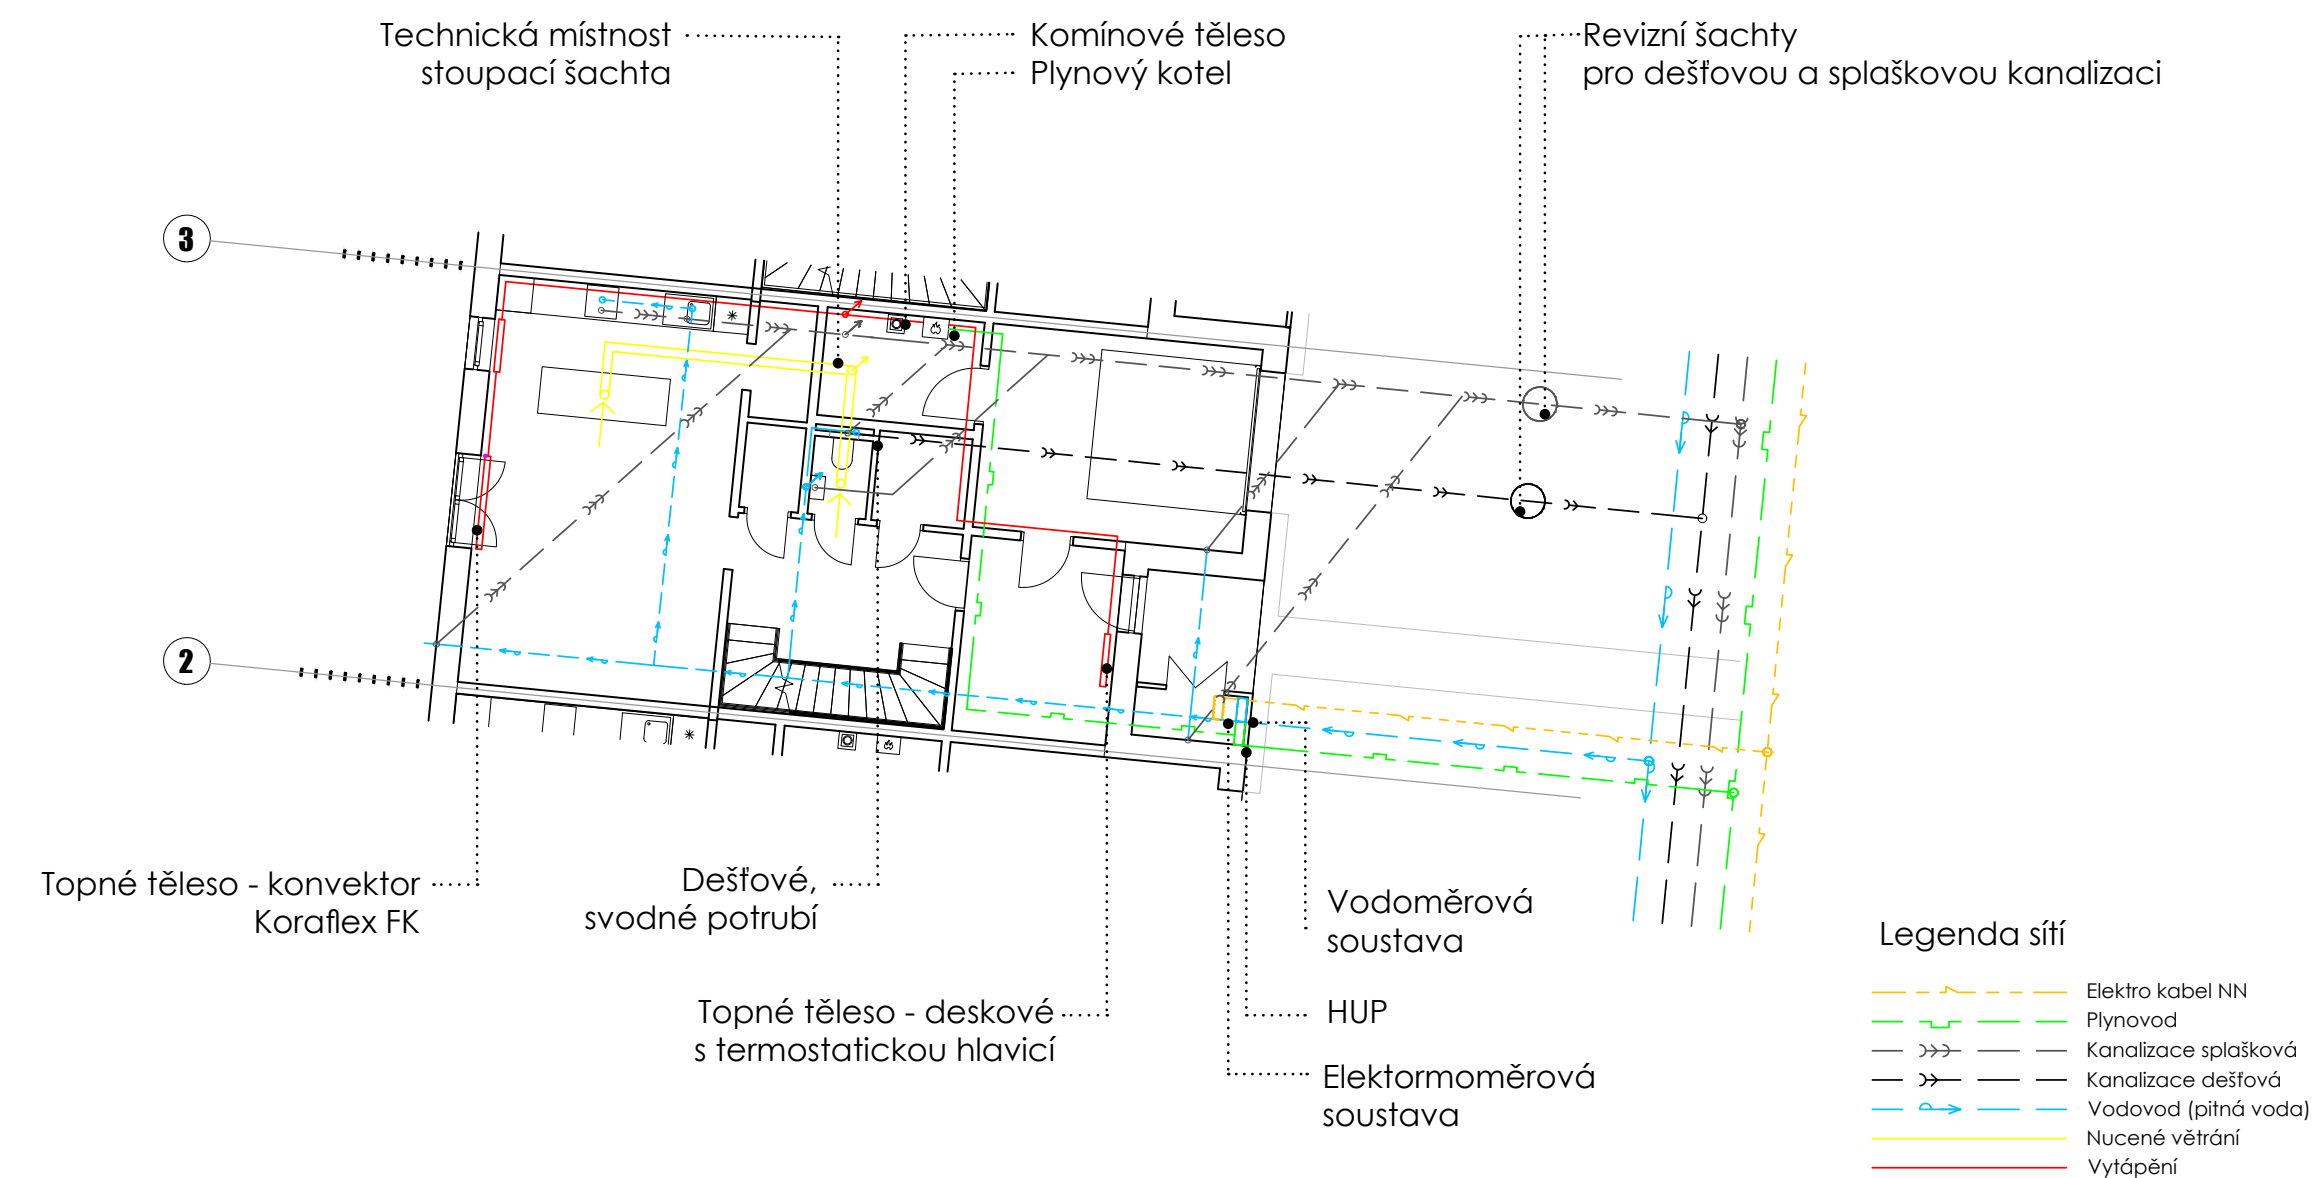 Technická místnost
stoupací šachta
Komínové těleso
Plynový kotel
Revizní šachty
pro dešťovou a splaškovou kanalizaci
3
2
Topné těleso - konvektor
Koraflex FK
Dešťové,
svodné potrubí
Topné těleso - deskové
s termostatickou hlavicí
Vodoměrová
soustava
HUP
Elektormoměrová
soustava
Legenda sítí
Elektro kabel NN
Plynovod
Kanalizace splašková
Kanalizace dešťová
Vodovod (pitná voda)
Nucené větrání
Vytápění